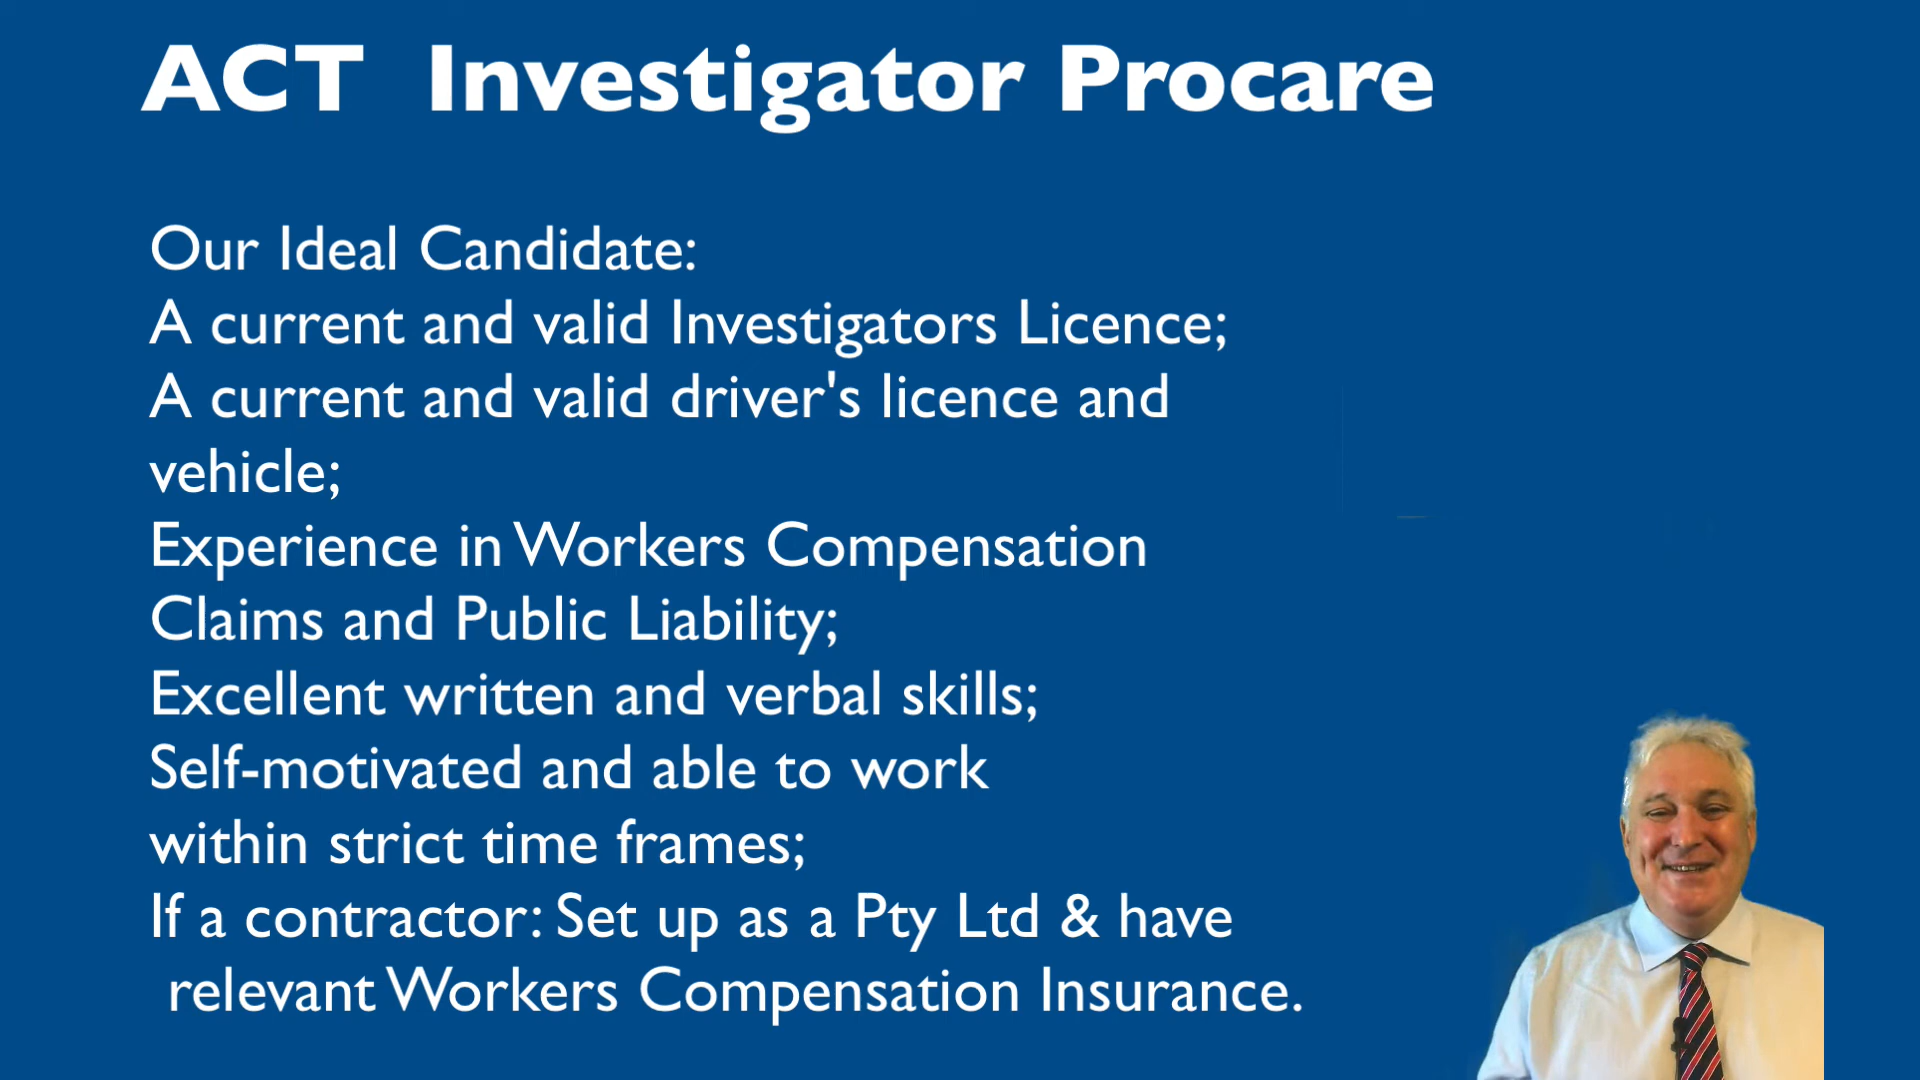 ACT Investigator Procare
Our Ideal Candidate:
A current and valid Investigators Licence;
A current and valid driver's licence and
vehicle;
Experience in Workers Compensation
Claims and Public Liability;
Excellent written and verbal skills;
Self-motivated and able to work
within strict time frames;
If a contractor: Set up as a Pty Ltd & have
relevant Workers Compensation Insurance.